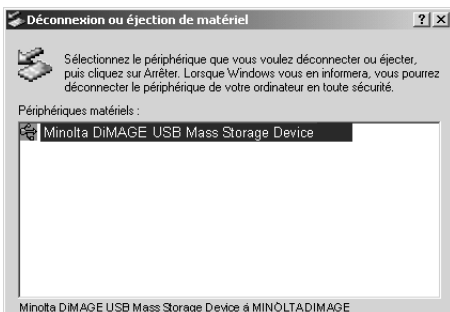 Déconnexion ou éjection de matériel
Sélectionnez le périphérique que vous voulez déconnecter ou éjecter,
puis cliquez sur Arrêter. Lorsque Windows vous en informera, vous pourrez
déconnecter le périphérique de votre ordinateur en toute sécurité.
Périphériques matériels :
Minolta DiMAGE USB Mass Storage Device
Minolta DiMAGE USB Mass Storage Device á MINOLTADIMAGE